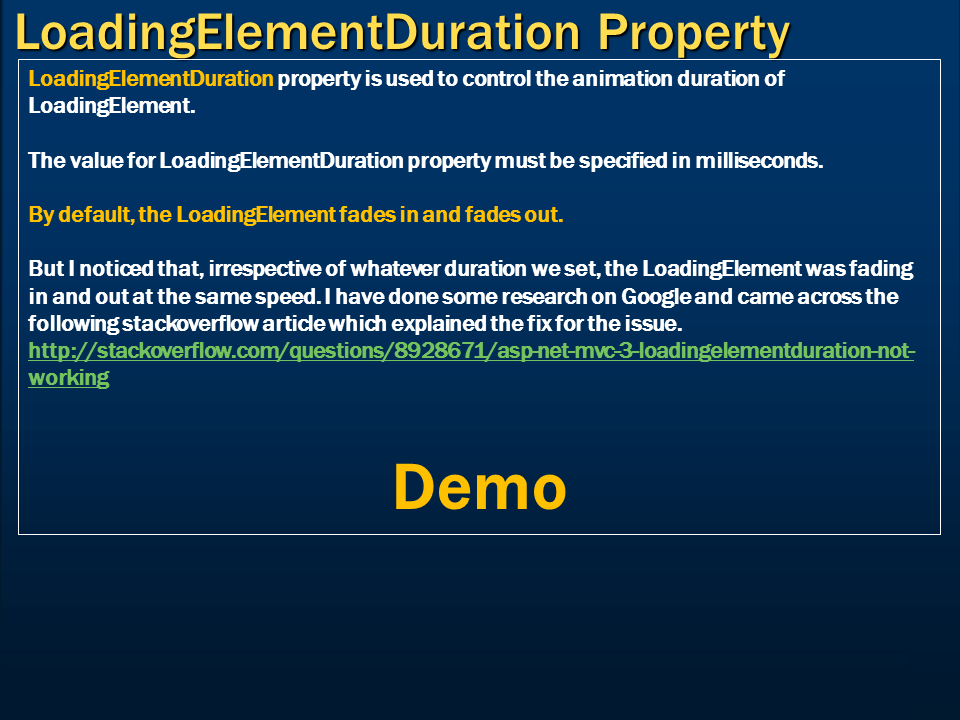 LoadingElementDuration Property
LoadingElementDuration property is used to control the animation duration of
LoadingElement.
The value for LoadingElementDuration property must be specified in milliseconds.
By default, the LoadingElement fades in and fades out.
But I noticed that, irrespective of whatever duration we set, the LoadingElement was fading
in and out at the same speed. I have done some research on Google and came across the
following stackoverflow article which explained the fix for the issue.
http://stackoverflow.com/questions/8928671/asp-net-mvc-3-loadingelementduration-not-
working
Demo